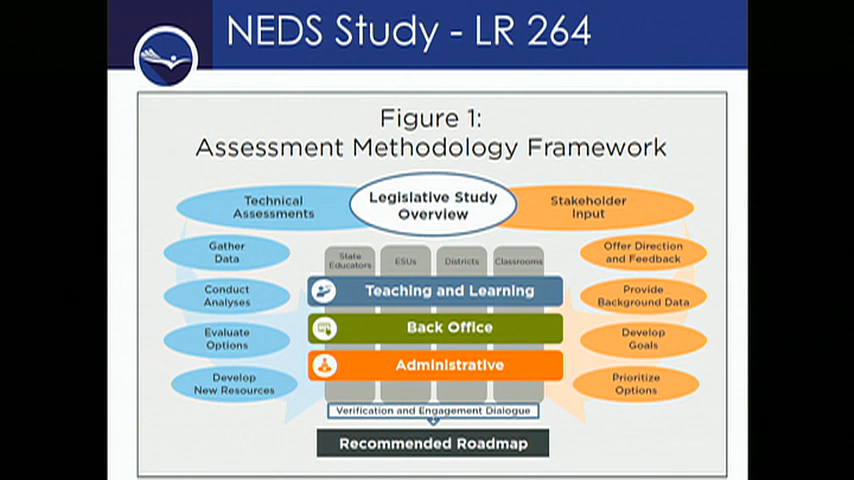 NEDS Study - LR 264
Figure 1:
Assessment Methodology Framework
Technical
Assessments
Legislative Study
Overview
Stakeholder
Input
Gather
Data
Conduct
Analyses
Evaluate
Options
Develop
New Resources
State
Educators
ESUs
Districts
Classrooms
Teaching and Learning
Back Office
Administrative
Offer Direction
and Feedback
Provide
Background Data
Develop
Goals
Prioritize
Options
Verification and Engagement Dialogue
Recommended Roadmap